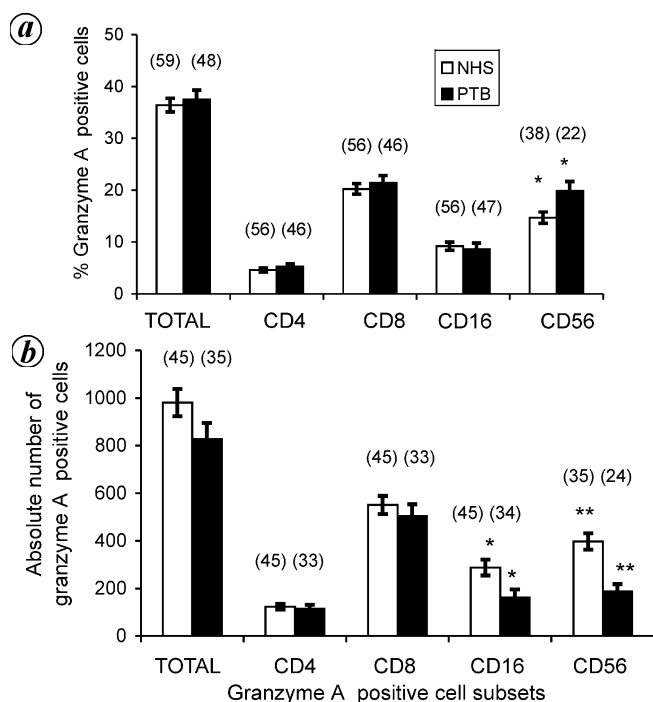 a
% Granzyme A positive cells
60
50
40
30
20
10
0
NHS
PTB
(59) (48)
(56) (46)
(56) (46)
(56) (47)
(38) (22)
* *
TOTAL CD4 CD8 CD16 CD56
b
Absolute number of
granzyme A positive cells
1200
1000
800
600
400
200
0
(45) (35)
(45) (33)
(45) (33)
(45) (34)
* *
(35) (24)
** **
TOTAL CD4 CD8 CD16 CD56
Granzyme A positive cell subsets